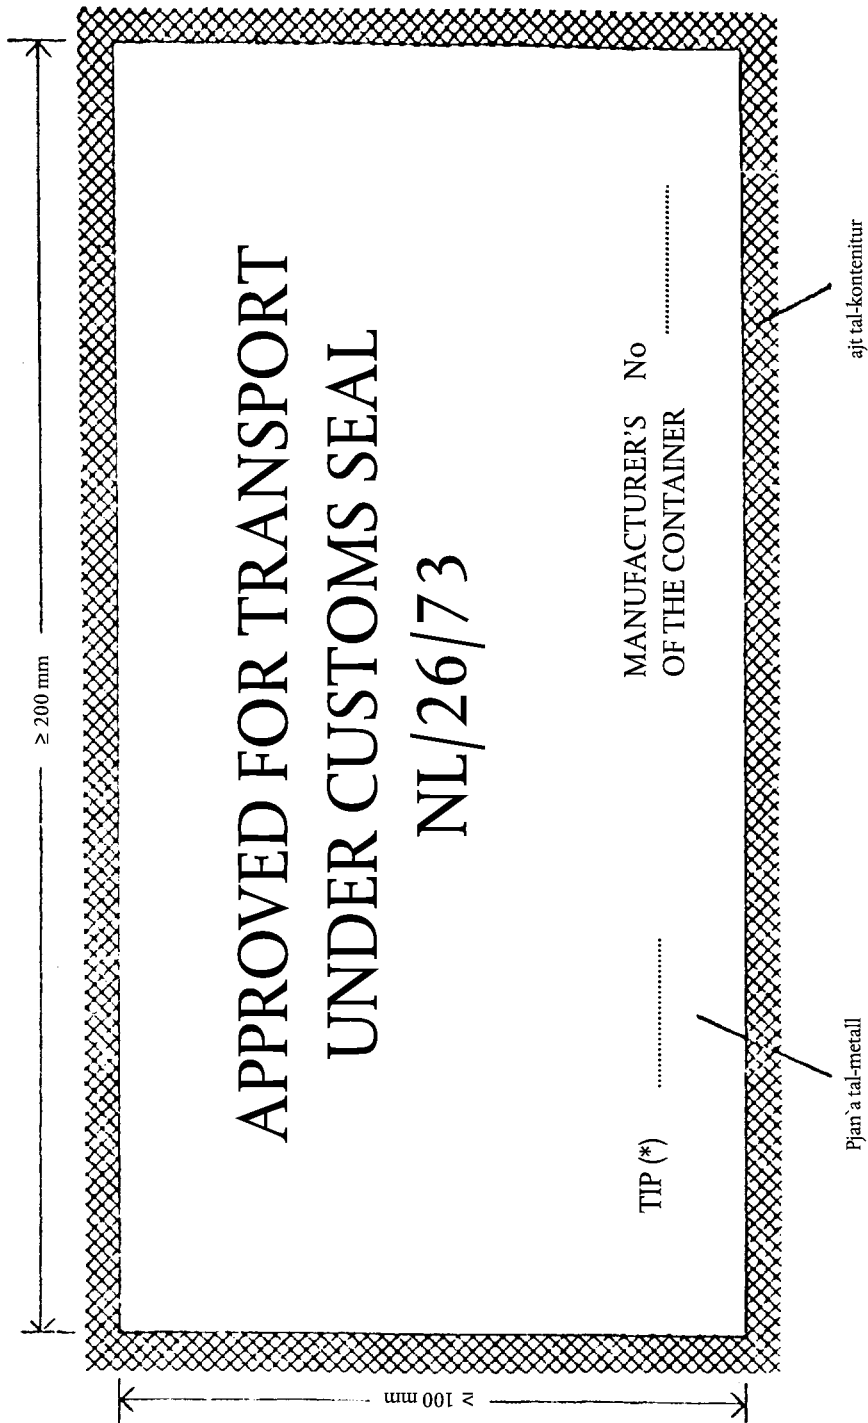 ≥ 200 mm
≥ 100 mm
APPROVED FOR TRANSPORT
UNDER CUSTOMS SEAL
NL/26/73
TIP (*) ....................
MANUFACTURER'S No ....................
OF THE CONTAINER
Pjan`a tal-metall
ajt tal-kontenitur